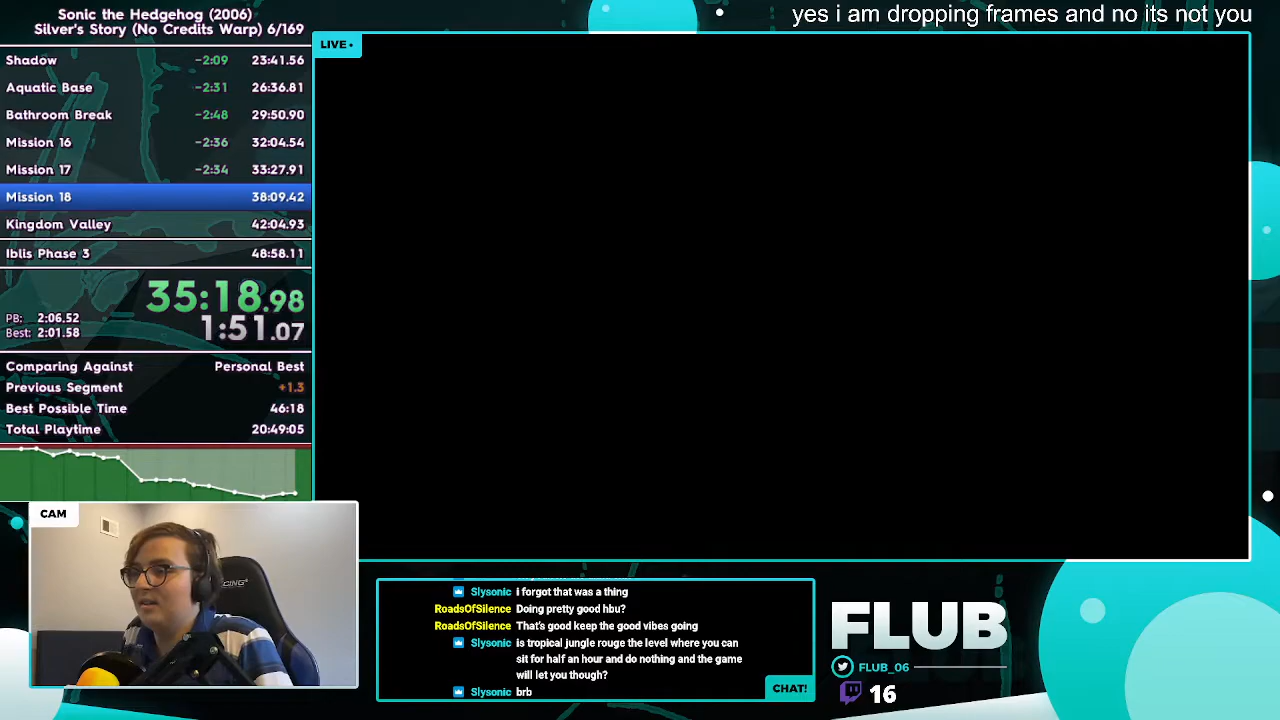 Sonic the Hedgehog (2006)
Silver's Story (No Credits Warp) 6/169
Shadow -2:09 23:41.56
Aquatic Base -2:31 26:36.81
Bathroom Break -2:48 29:50.90
Mission 16 -2:36 32:04.54
Mission 17 -2:34 33:27.91
Mission 18 38:09.42
Kingdom Valley 42:04.93
Iblis Phase 3 48:58.11
35:18.98
PB: 2:06.52
Best: 2:01.58
1:51.07
Comparing Against Personal Best
Previous Segment +1.3
Best Possible Time 46:18
Total Playtime 20:49:05
CAM
yes i am dropping frames and no its not you
LIVE
Slysonic i forgot that was a thing
RoadsOfSilence Doing pretty good hbu?
RoadsOfSilence That's good keep the good vibes going
Slysonic is tropical jungle rouge the level where you can
sit for half an hour and do nothing and the game
will let you though?
Slysonic brb
CHAT!
FLUB
FLUB_06
16